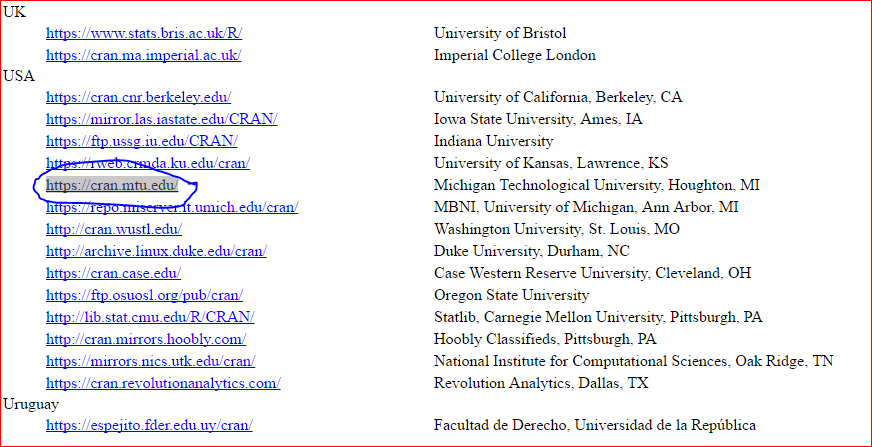 UK
https://www.stats.bris.ac.uk/R/ University of Bristol
https://cran.ma.imperial.ac.uk/ Imperial College London
USA
https://cran.cnr.berkeley.edu/ University of California, Berkeley, CA
https://mirror.las.iastate.edu/CRAN/ Iowa State University, Ames, IA
https://ftp.ussg.iu.edu/CRAN/ Indiana University
https://rweb.crmda.ku.edu/cran/ University of Kansas, Lawrence, KS
https://cran.mtu.edu/ Michigan Technological University, Houghton, MI
https://repo.miserver.it.umich.edu/cran/ MBNI, University of Michigan, Ann Arbor, MI
http://cran.wustl.edu/ Washington University, St. Louis, MO
http://archive.linux.duke.edu/cran/ Duke University, Durham, NC
https://cran.case.edu/ Case Western Reserve University, Cleveland, OH
https://ftp.osuosl.org/pub/cran/ Oregon State University
http://lib.stat.cmu.edu/R/CRAN/ Statlib, Carnegie Mellon University, Pittsburgh, PA
http://cran.mirrors.hoobly.com/ Hoobly Classifieds, Pittsburgh, PA
https://mirrors.nics.utk.edu/cran/ National Institute for Computational Sciences, Oak Ridge, TN
https://cran.revolutionanalytics.com/ Revolution Analytics, Dallas, TX
Uruguay
https://espejito.fder.edu.uy/cran/ Facultad de Derecho, Universidad de la República